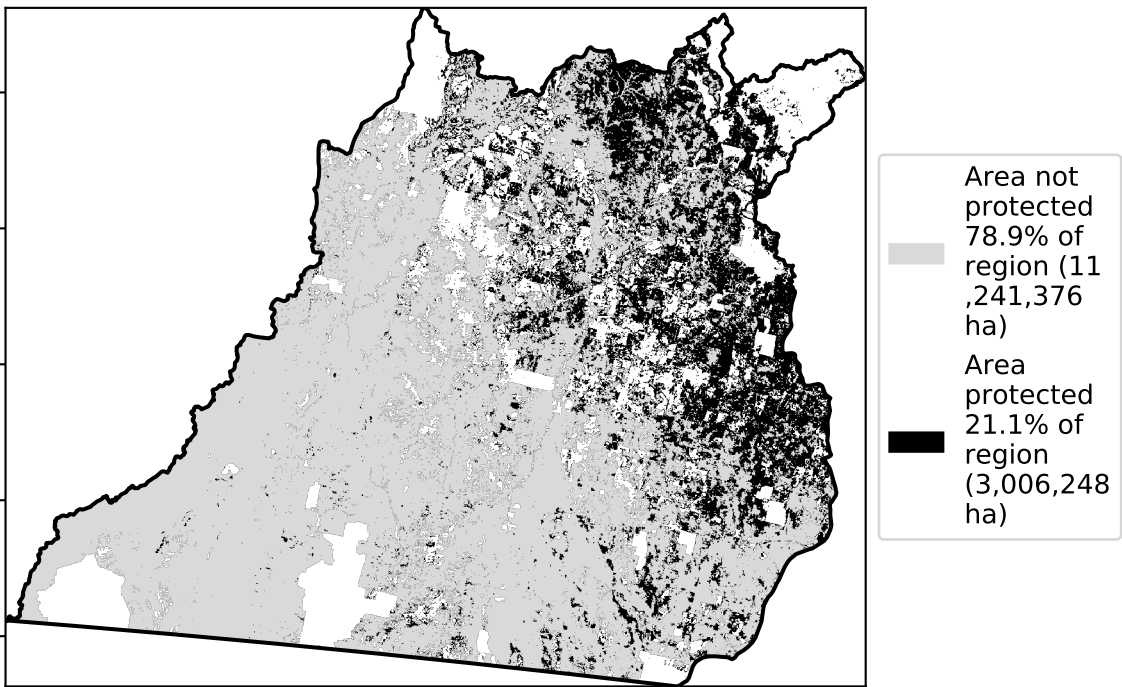 Area not
protected
78.9% of
region (11
,241,376
ha)
Area
protected
21.1% of
region
(3,006,248
ha)